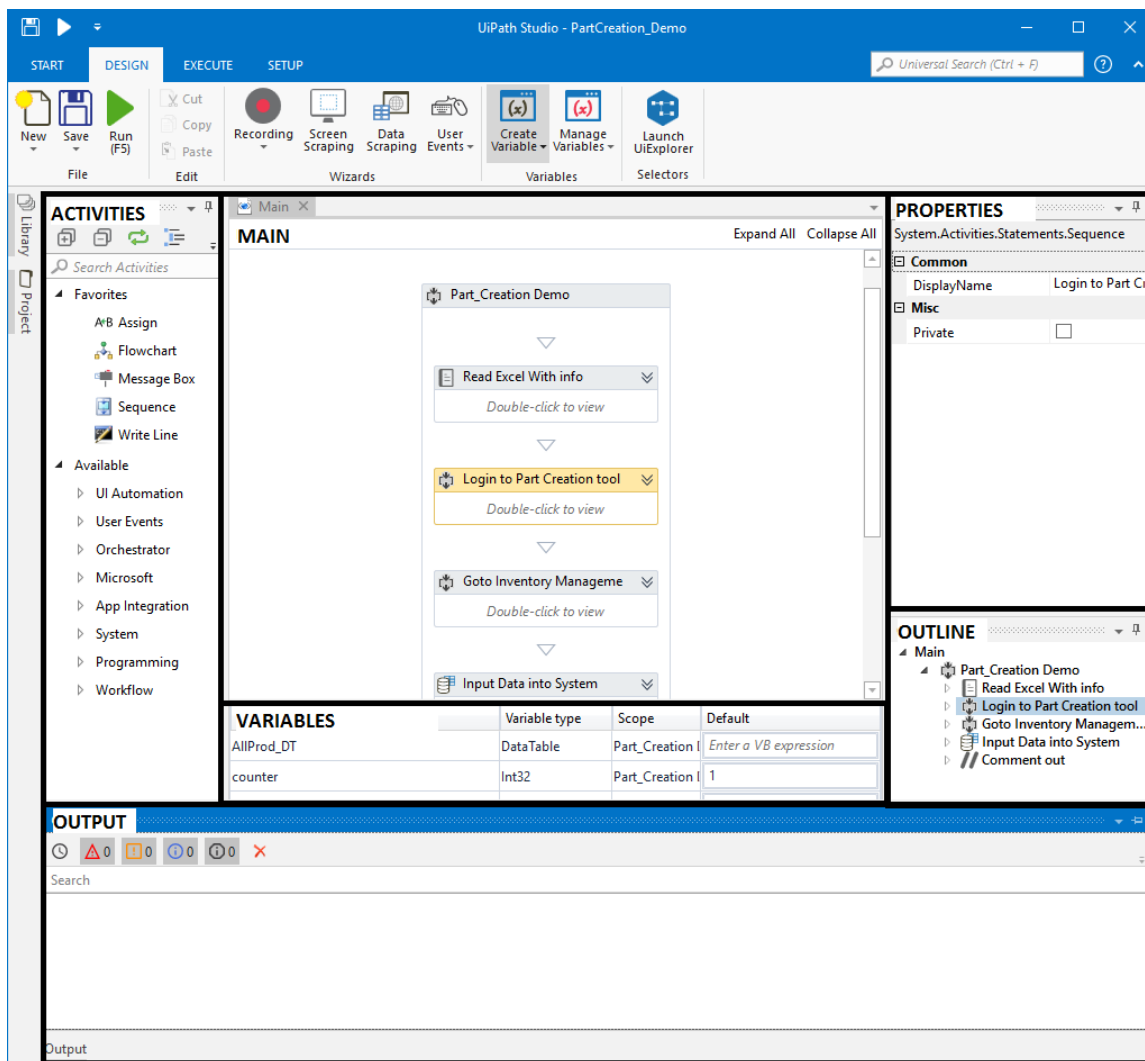 UiPath Studio - PartCreation_Demo
START DESIGN EXECUTE SETUP Universal Search (Ctrl + F)
New Save Run (F5) Cut Copy Paste Recording Screen Scraping Data Scraping User Events Create Variable Manage Variables Launch UiExplorer
File Edit Wizards Variables Selectors
Library
Project
ACTIVITIES
Search Activities
Favorites
A+B Assign
Flowchart
Message Box
Sequence
Write Line
Available
UI Automation
User Events
Orchestrator
Microsoft
App Integration
System
Programming
Workflow
Main
MAIN Expand All Collapse All
Part_Creation Demo
Read Excel With info
Double-click to view
Login to Part Creation tool
Double-click to view
Goto Inventory Manageme
Double-click to view
Input Data into System
VARIABLES Variable type Scope Default
AllProd_DT DataTable Part_Creation Enter a VB expression
counter Int32 Part_Creation 1
PROPERTIES
System.Activities.Statements.Sequence
Common
DisplayName Login to Part Cr
Misc
Private
OUTLINE
Main
Part_Creation Demo
Read Excel With info
Login to Part Creation tool
Goto Inventory Managem...
Input Data into System
// Comment out
OUTPUT
0 0 0 0
Search
Output